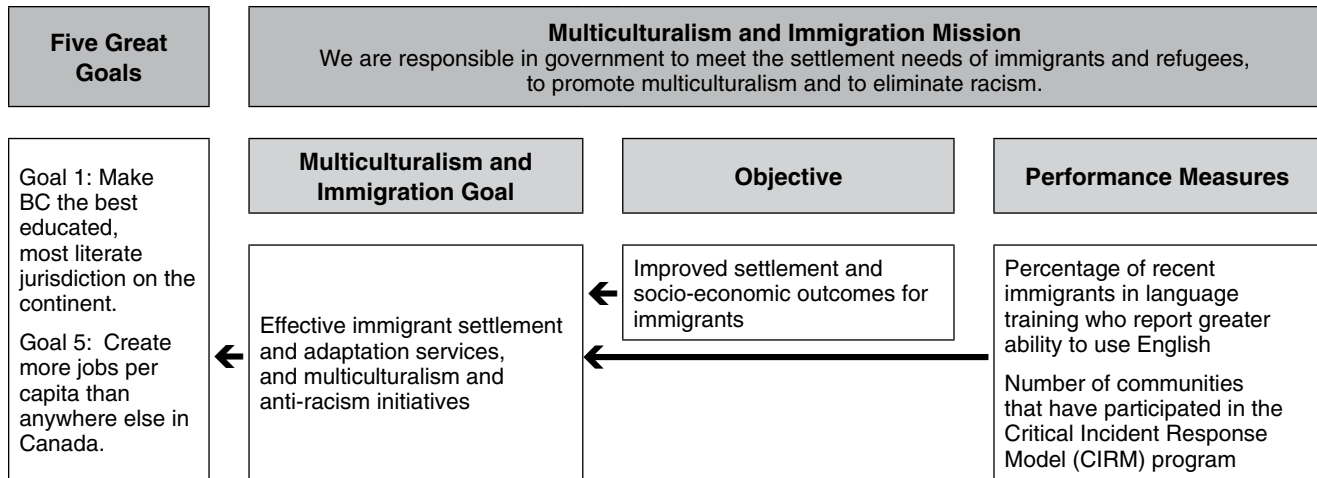 Five Great
Goals
Multiculturalism and Immigration Mission
We are responsible in government to meet the settlement needs of immigrants and refugees,
to promote multiculturalism and to eliminate racism.
Goal 1: Make
BC the best
educated,
most literate
jurisdiction on the
continent.
Goal 5:  Create
more jobs per
capita than
anywhere else in
Canada.
Multiculturalism and
Immigration Goal
Effective immigrant settlement
and adaptation services,
and multiculturalism and
anti-racism initiatives
Objective
Improved settlement and
socio-economic outcomes for
immigrants
Performance Measures
Percentage of recent
immigrants in language
training who report greater
ability to use English
Number of communities
that have participated in the
Critical Incident Response
Model (CIRM) program